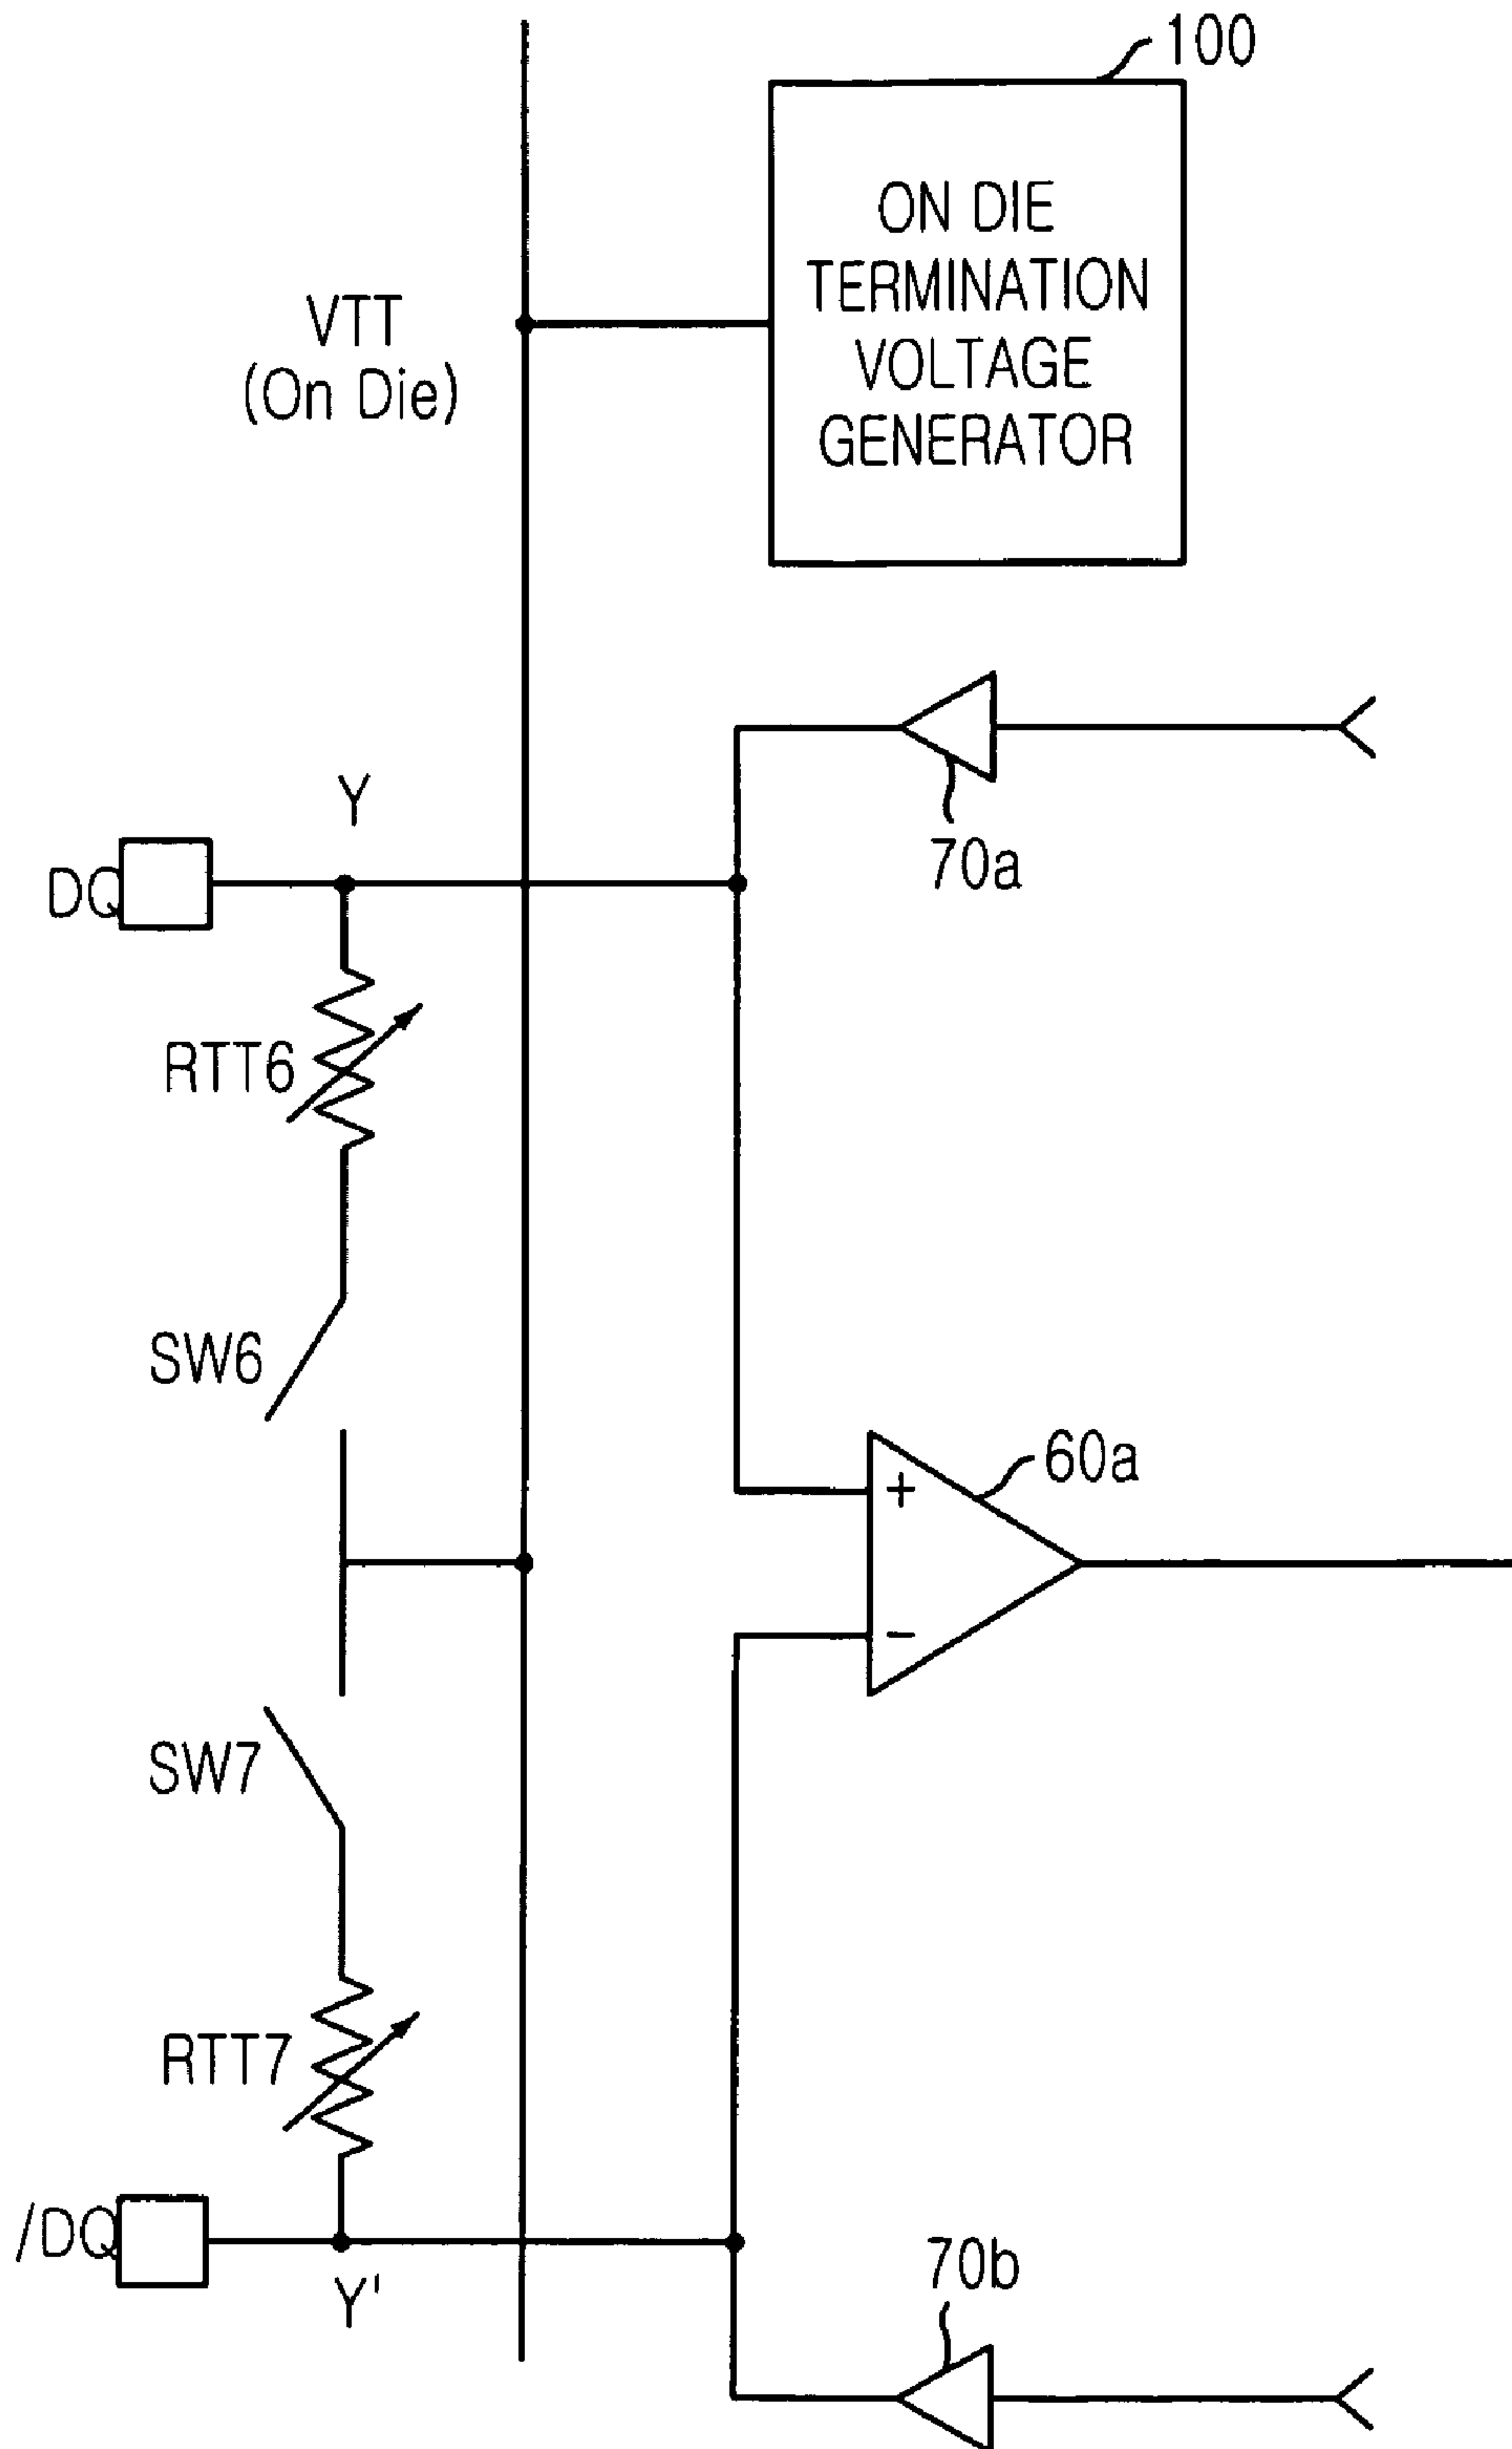 100
ON DIE
TERMINATION
VOLTAGE
GENERATOR
VTT
(On Die)
70a
Y
DQ
RTT6
SW6
60a
+
−
SW7
RTT7
/DQ
Y'
70b